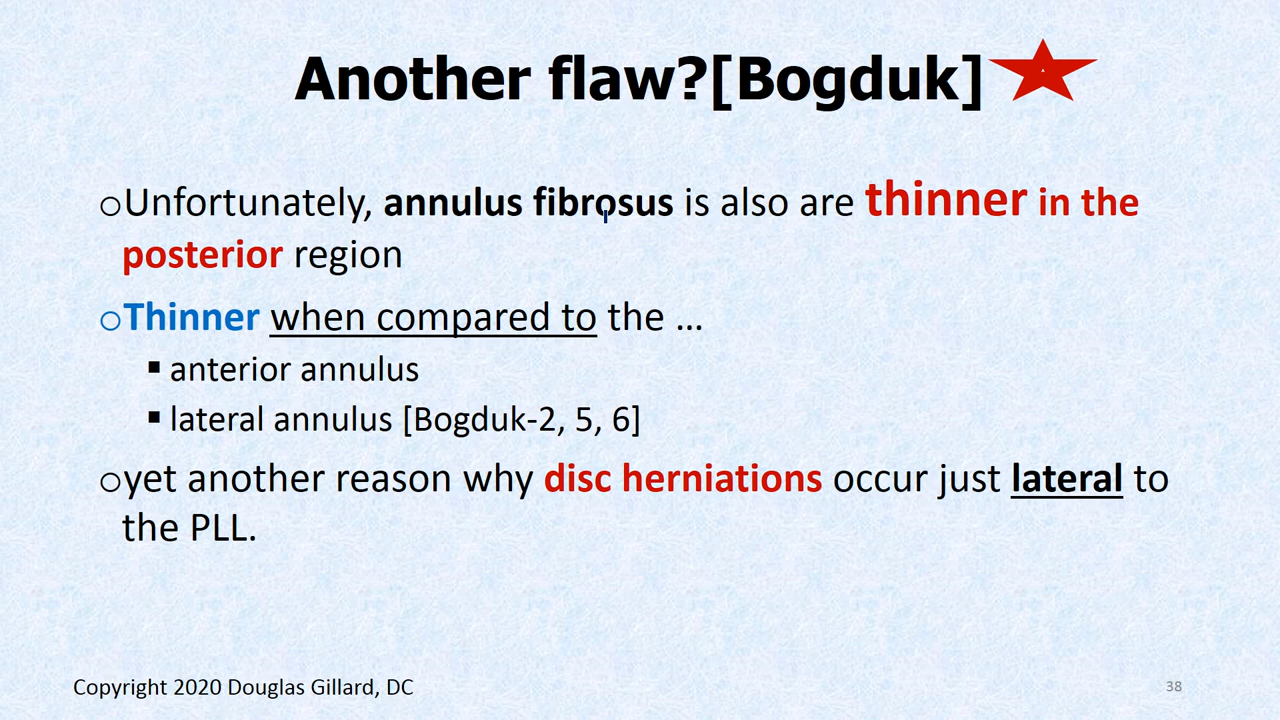 Another flaw?[Bogduk]
oUnfortunately, annulus fibrosus is also are thinner in the
posterior region
oThinner when compared to the ...
▪ anterior annulus
▪ lateral annulus [Bogduk-2, 5, 6]
oyet another reason why disc herniations occur just lateral to
the PLL.
Copyright 2020 Douglas Gillard, DC
38